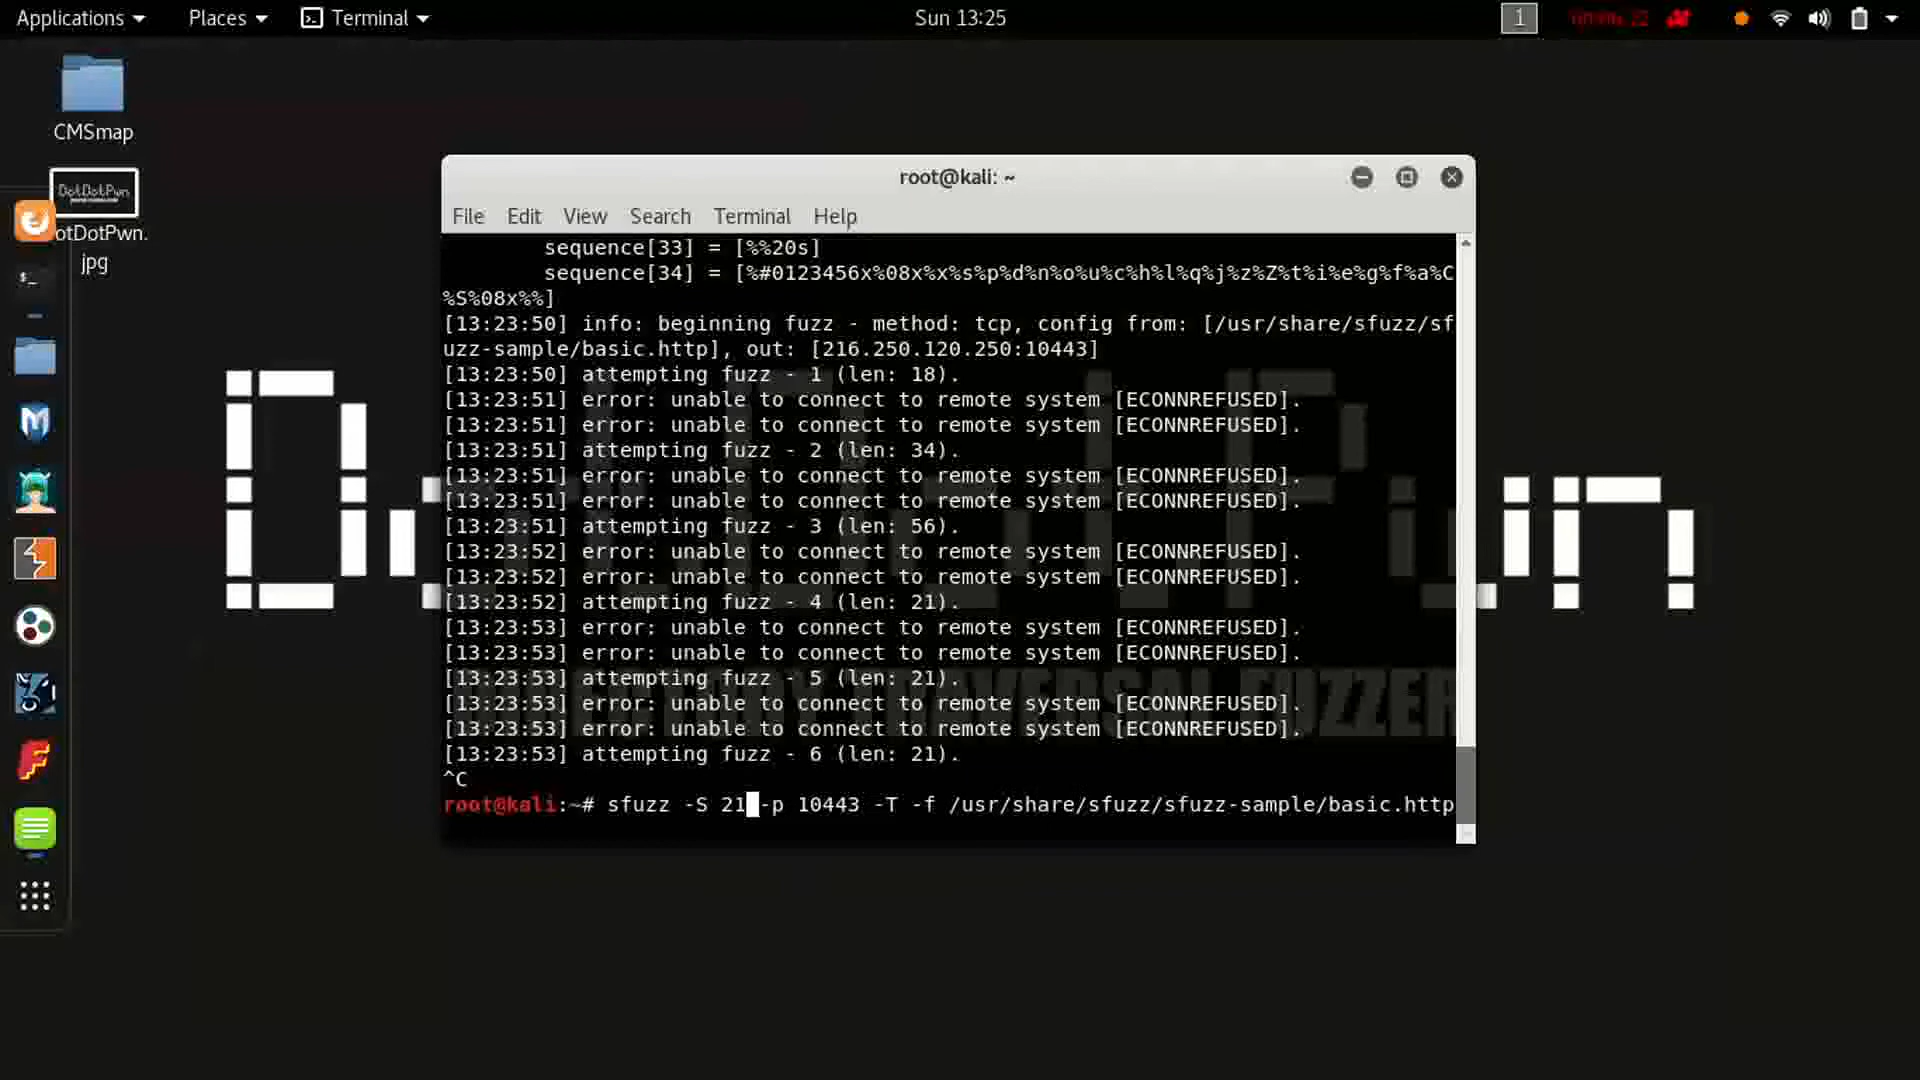 Applications
Places
Terminal
Sun 13:25
1
CMSmap
DotDotPwn
otDotPwn.
jpg
root@kali: ~
File Edit View Search Terminal Help
sequence[33] = [%%20s]
sequence[34] = [%#0123456x%08x%x%s%p%d%n%o%u%c%h%l%q%j%z%Z%t%i%e%g%f%a%C
%S%08x%%]
[13:23:50] info: beginning fuzz - method: tcp, config from: [/usr/share/sfuzz/sf
uzz-sample/basic.http], out: [216.250.120.250:10443]
[13:23:50] attempting fuzz - 1 (len: 18).
[13:23:51] error: unable to connect to remote system [ECONNREFUSED].
[13:23:51] error: unable to connect to remote system [ECONNREFUSED].
[13:23:51] attempting fuzz - 2 (len: 34).
[13:23:51] error: unable to connect to remote system [ECONNREFUSED].
[13:23:51] error: unable to connect to remote system [ECONNREFUSED].
[13:23:51] attempting fuzz - 3 (len: 56).
[13:23:52] error: unable to connect to remote system [ECONNREFUSED].
[13:23:52] error: unable to connect to remote system [ECONNREFUSED].
[13:23:52] attempting fuzz - 4 (len: 21).
[13:23:53] error: unable to connect to remote system [ECONNREFUSED].
[13:23:53] error: unable to connect to remote system [ECONNREFUSED].
[13:23:53] attempting fuzz - 5 (len: 21).
[13:23:53] error: unable to connect to remote system [ECONNREFUSED].
[13:23:53] error: unable to connect to remote system [ECONNREFUSED].
[13:23:53] attempting fuzz - 6 (len: 21).
^C
root@kali:~# sfuzz -S 21 -p 10443 -T -f /usr/share/sfuzz/sfuzz-sample/basic.http
DotDotPwn
DIRECTORY TRAVERSAL FUZZER